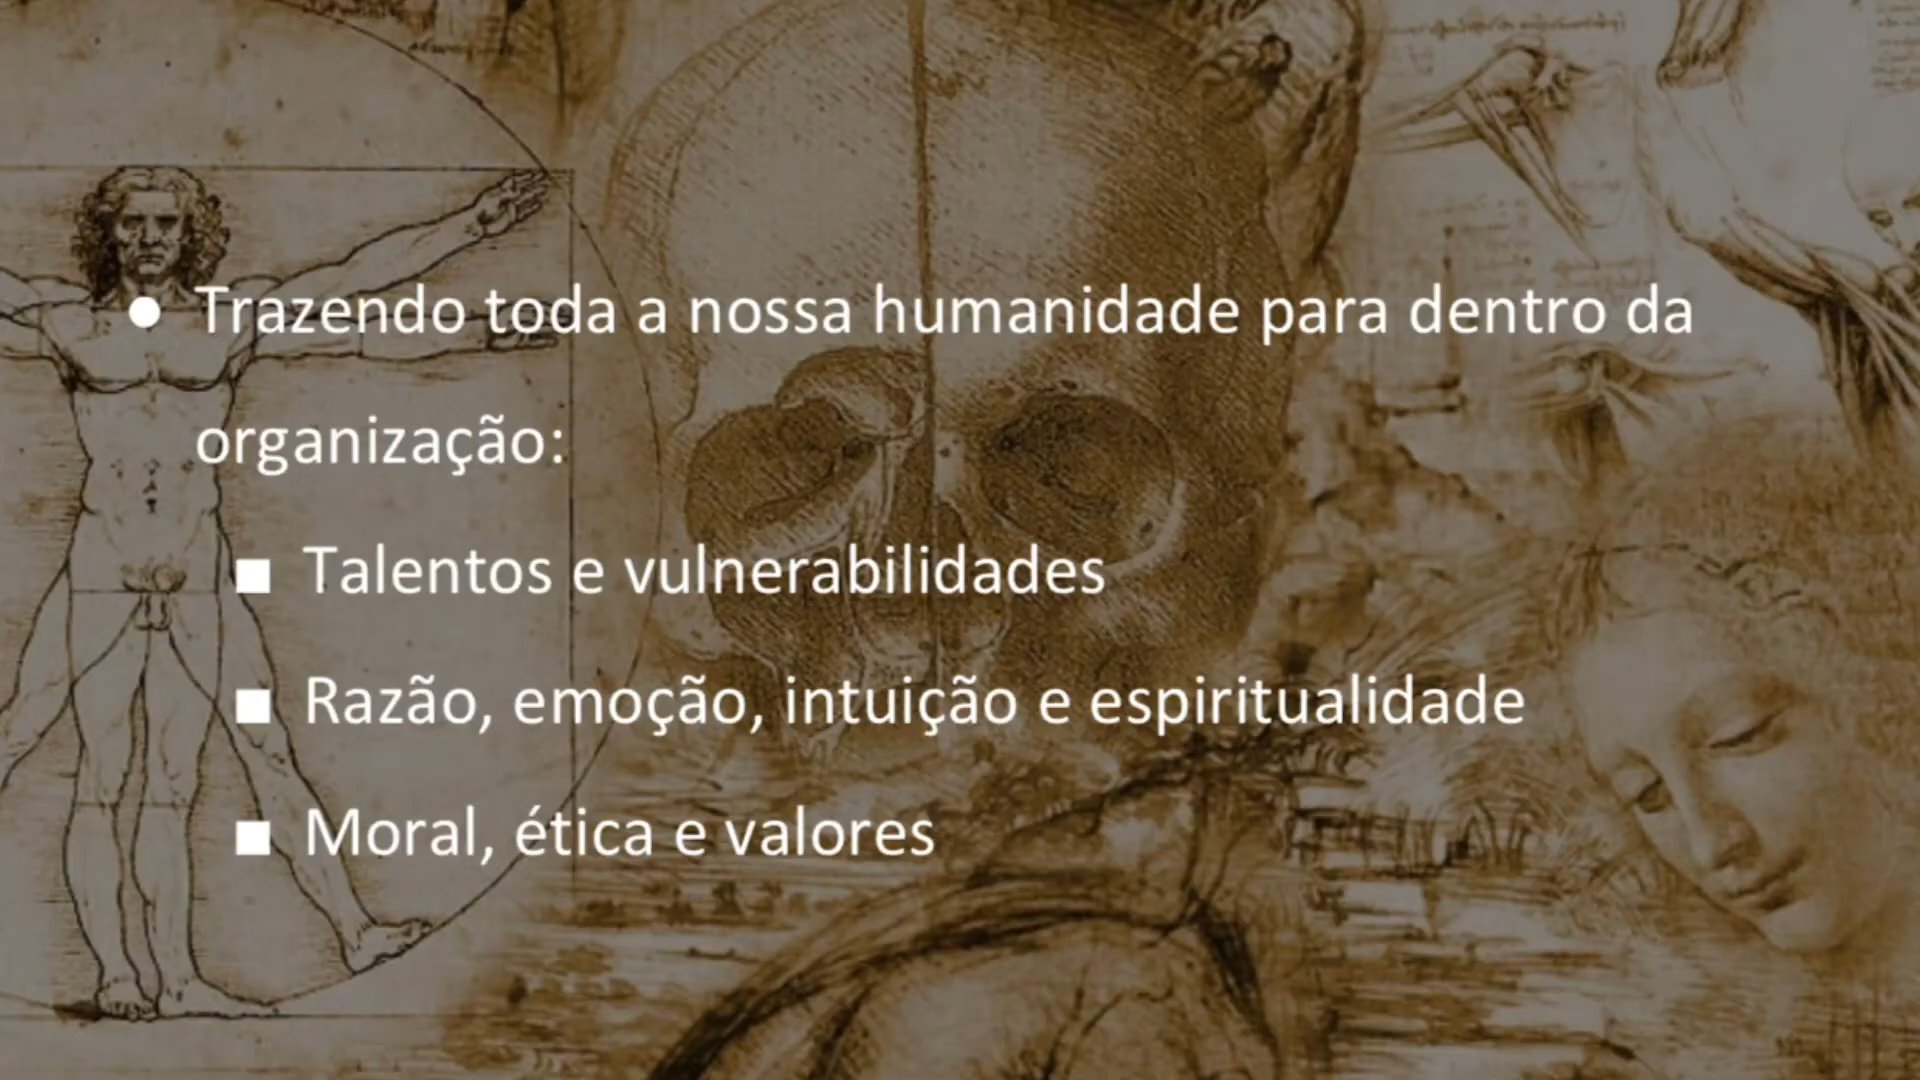 ● Trazendo toda a nossa humanidade para dentro da
organização:
■ Talentos e vulnerabilidades
■ Razão, emoção, intuição e espiritualidade
■ Moral, ética e valores